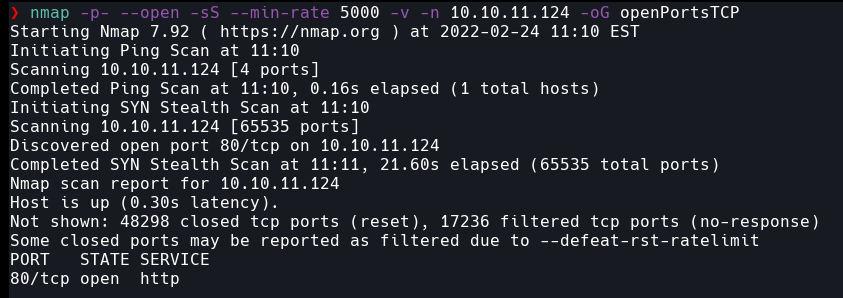 ❯ nmap -p- --open -sS --min-rate 5000 -v -n 10.10.11.124 -oG openPortsTCP
Starting Nmap 7.92 ( https://nmap.org ) at 2022-02-24 11:10 EST
Initiating Ping Scan at 11:10
Scanning 10.10.11.124 [4 ports]
Completed Ping Scan at 11:10, 0.16s elapsed (1 total hosts)
Initiating SYN Stealth Scan at 11:10
Scanning 10.10.11.124 [65535 ports]
Discovered open port 80/tcp on 10.10.11.124
Completed SYN Stealth Scan at 11:11, 21.60s elapsed (65535 total ports)
Nmap scan report for 10.10.11.124
Host is up (0.30s latency).
Not shown: 48298 closed tcp ports (reset), 17236 filtered tcp ports (no-response)
Some closed ports may be reported as filtered due to --defeat-rst-ratelimit
PORT   STATE SERVICE
80/tcp open  http